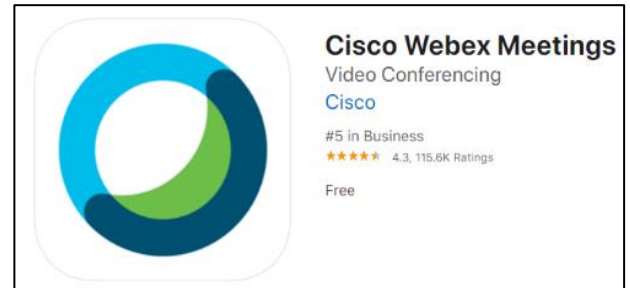 Cisco Webex Meetings
Video Conferencing
Cisco
#5 in Business
★★★★★ 4.3, 115.6K Ratings
Free